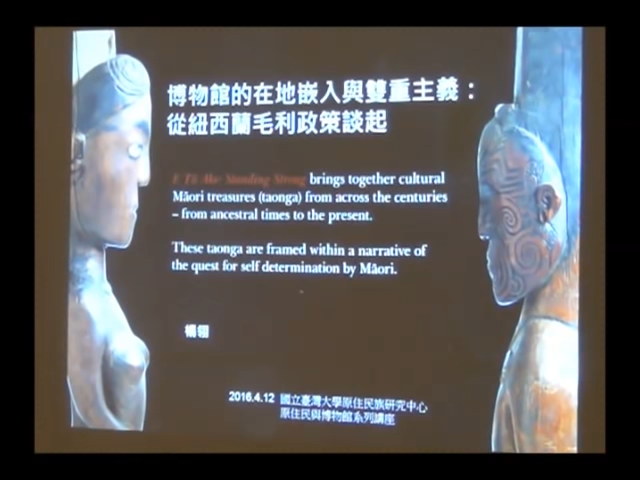 博物館的在地嵌入與雙重主義：
從紐西蘭毛利政策談起
E Tū Ake: Standing Strong brings together cultural
Māori treasures (taonga) from across the centuries
– from ancestral times to the present.
These taonga are framed within a narrative of
the quest for self determination by Māori.
楊翎
2016.4.12 國立臺灣大學原住民族研究中心
原住民與博物館系列講座